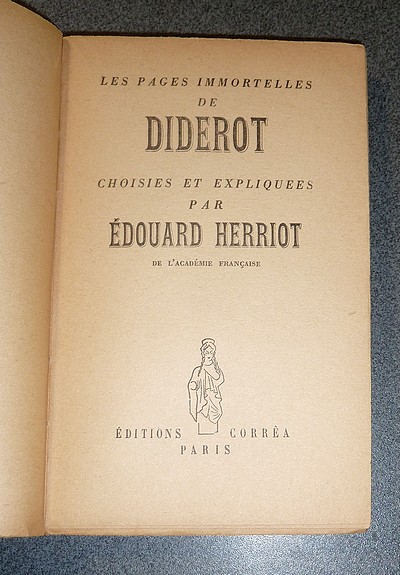 LES PAGES IMMORTELLES
DE
DIDEROT
CHOISIES ET EXPLIQUEES
PAR
ÉDOUARD HERRIOT
DE L'ACADÉMIE FRANÇAISE
ÉDITIONS CORRÊA
PARIS